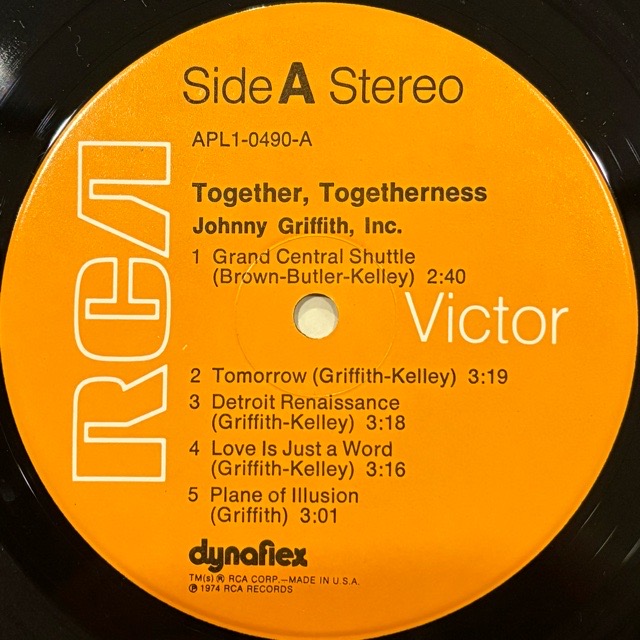 Side A Stereo
APL1-0490-A
RCA
Together, Togetherness
Johnny Griffith, Inc.
1 Grand Central Shuttle
(Brown-Butler-Kelley) 2:40
Victor
2 Tomorrow (Griffith-Kelley) 3:19
3 Detroit Renaissance
(Griffith-Kelley) 3:18
4 Love Is Just a Word
(Griffith-Kelley) 3:16
5 Plane of Illusion
(Griffith) 3:01
dynaflex
TM(s) ® RCA CORP.—MADE IN U.S.A.
℗ 1974 RCA RECORDS